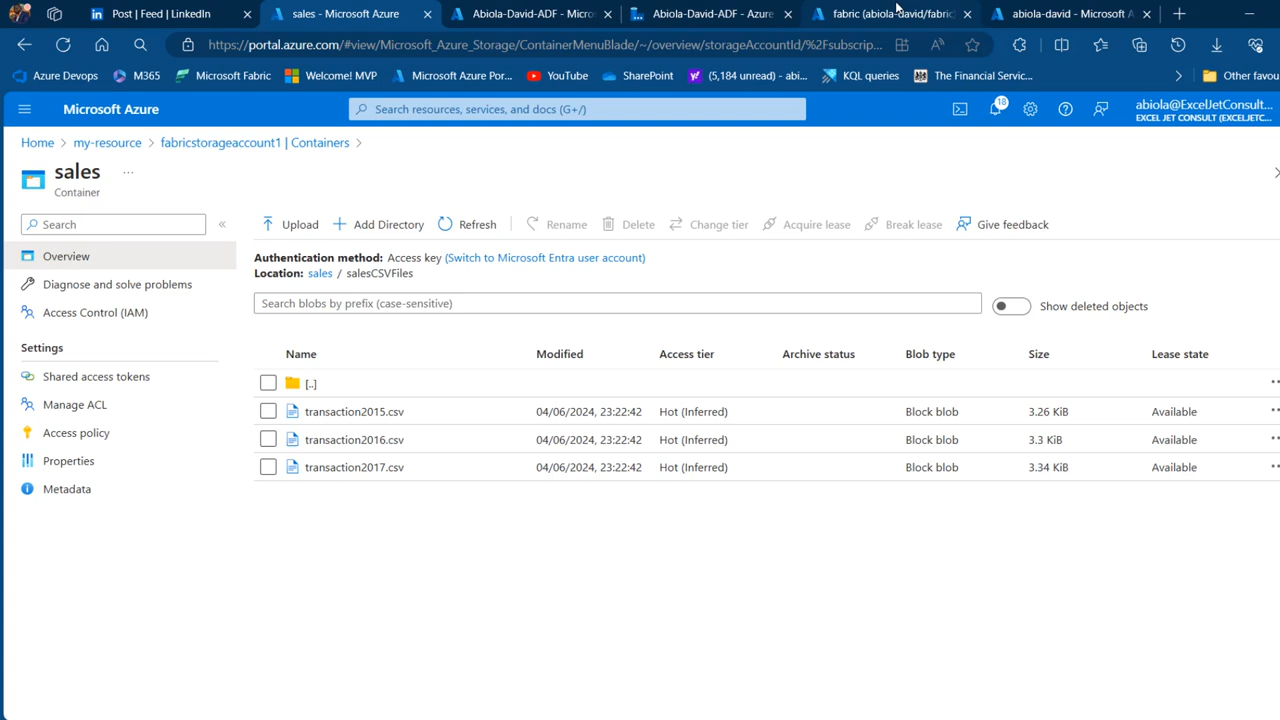 Post | Feed | LinkedIn
sales - Microsoft Azure
Abiola-David-ADF - Micros
Abiola-David-ADF - Azure
fabric (abiola-david/fabric
abiola-david - Microsoft A
https://portal.azure.com/#view/Microsoft_Azure_Storage/ContainerMenuBlade/~/overview/storageAccountId/%2Fsubscrip...
Azure Devops
M365
Microsoft Fabric
Welcome! MVP
Microsoft Azure Por...
YouTube
SharePoint
(5,184 unread) - abi...
KQL queries
The Financial Servic...
Other favou
Microsoft Azure
Search resources, services, and docs (G+/)
18
abiola@ExcelJetConsult...
EXCEL JET CONSULT (EXCELJETC...
Home > my-resource > fabricstorageaccount1 | Containers >
sales ...
Container
Search
Overview
Diagnose and solve problems
Access Control (IAM)
Settings
Shared access tokens
Manage ACL
Access policy
Properties
Metadata
Upload Add Directory Refresh Rename Delete Change tier Acquire lease Break lease Give feedback
Authentication method: Access key (Switch to Microsoft Entra user account)
Location: sales / salesCSVFiles
Search blobs by prefix (case-sensitive)
Show deleted objects
Name Modified Access tier Archive status Blob type Size Lease state
[..]
transaction2015.csv 04/06/2024, 23:22:42 Hot (Inferred) Block blob 3.26 KiB Available
transaction2016.csv 04/06/2024, 23:22:42 Hot (Inferred) Block blob 3.3 KiB Available
transaction2017.csv 04/06/2024, 23:22:42 Hot (Inferred) Block blob 3.34 KiB Available